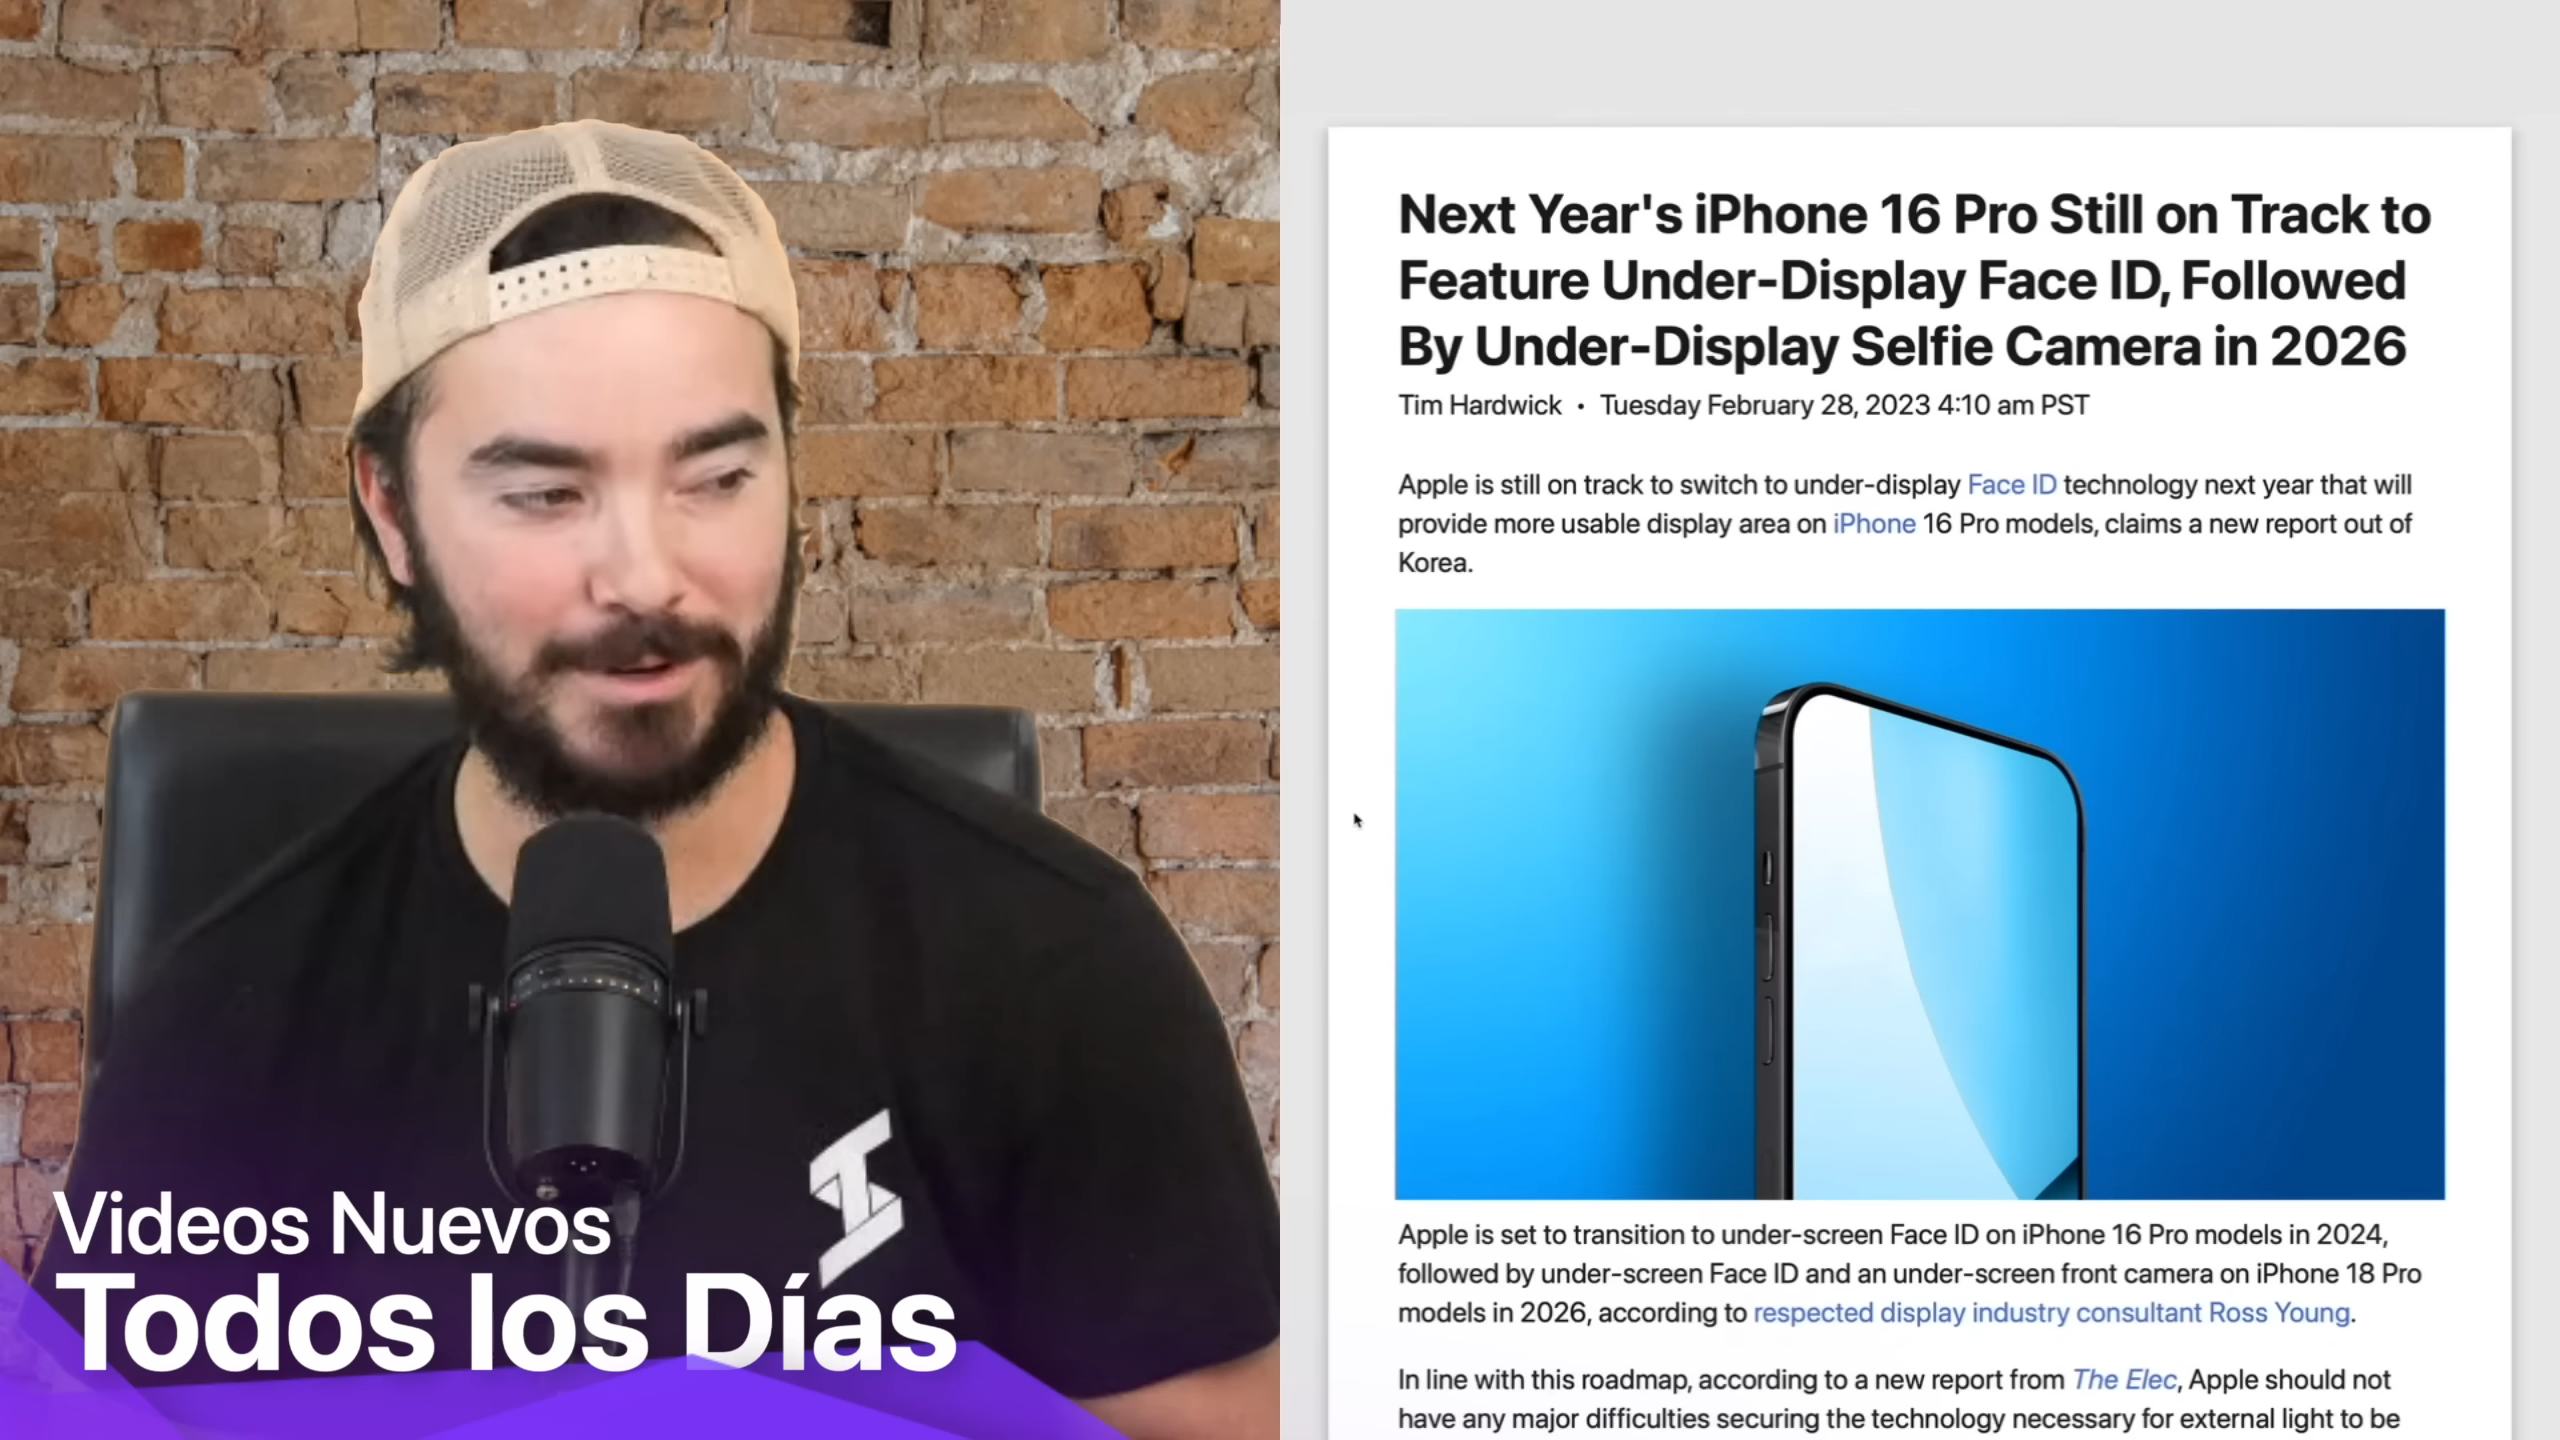 Videos Nuevos
Todos los Días
Next Year's iPhone 16 Pro Still on Track to
Feature Under-Display Face ID, Followed
By Under-Display Selfie Camera in 2026
Tim Hardwick • Tuesday February 28, 2023 4:10 am PST
Apple is still on track to switch to under-display Face ID technology next year that will
provide more usable display area on iPhone 16 Pro models, claims a new report out of
Korea.
Apple is set to transition to under-screen Face ID on iPhone 16 Pro models in 2024,
followed by under-screen Face ID and an under-screen front camera on iPhone 18 Pro
models in 2026, according to respected display industry consultant Ross Young.
In line with this roadmap, according to a new report from The Elec, Apple should not
have any major difficulties securing the technology necessary for external light to be